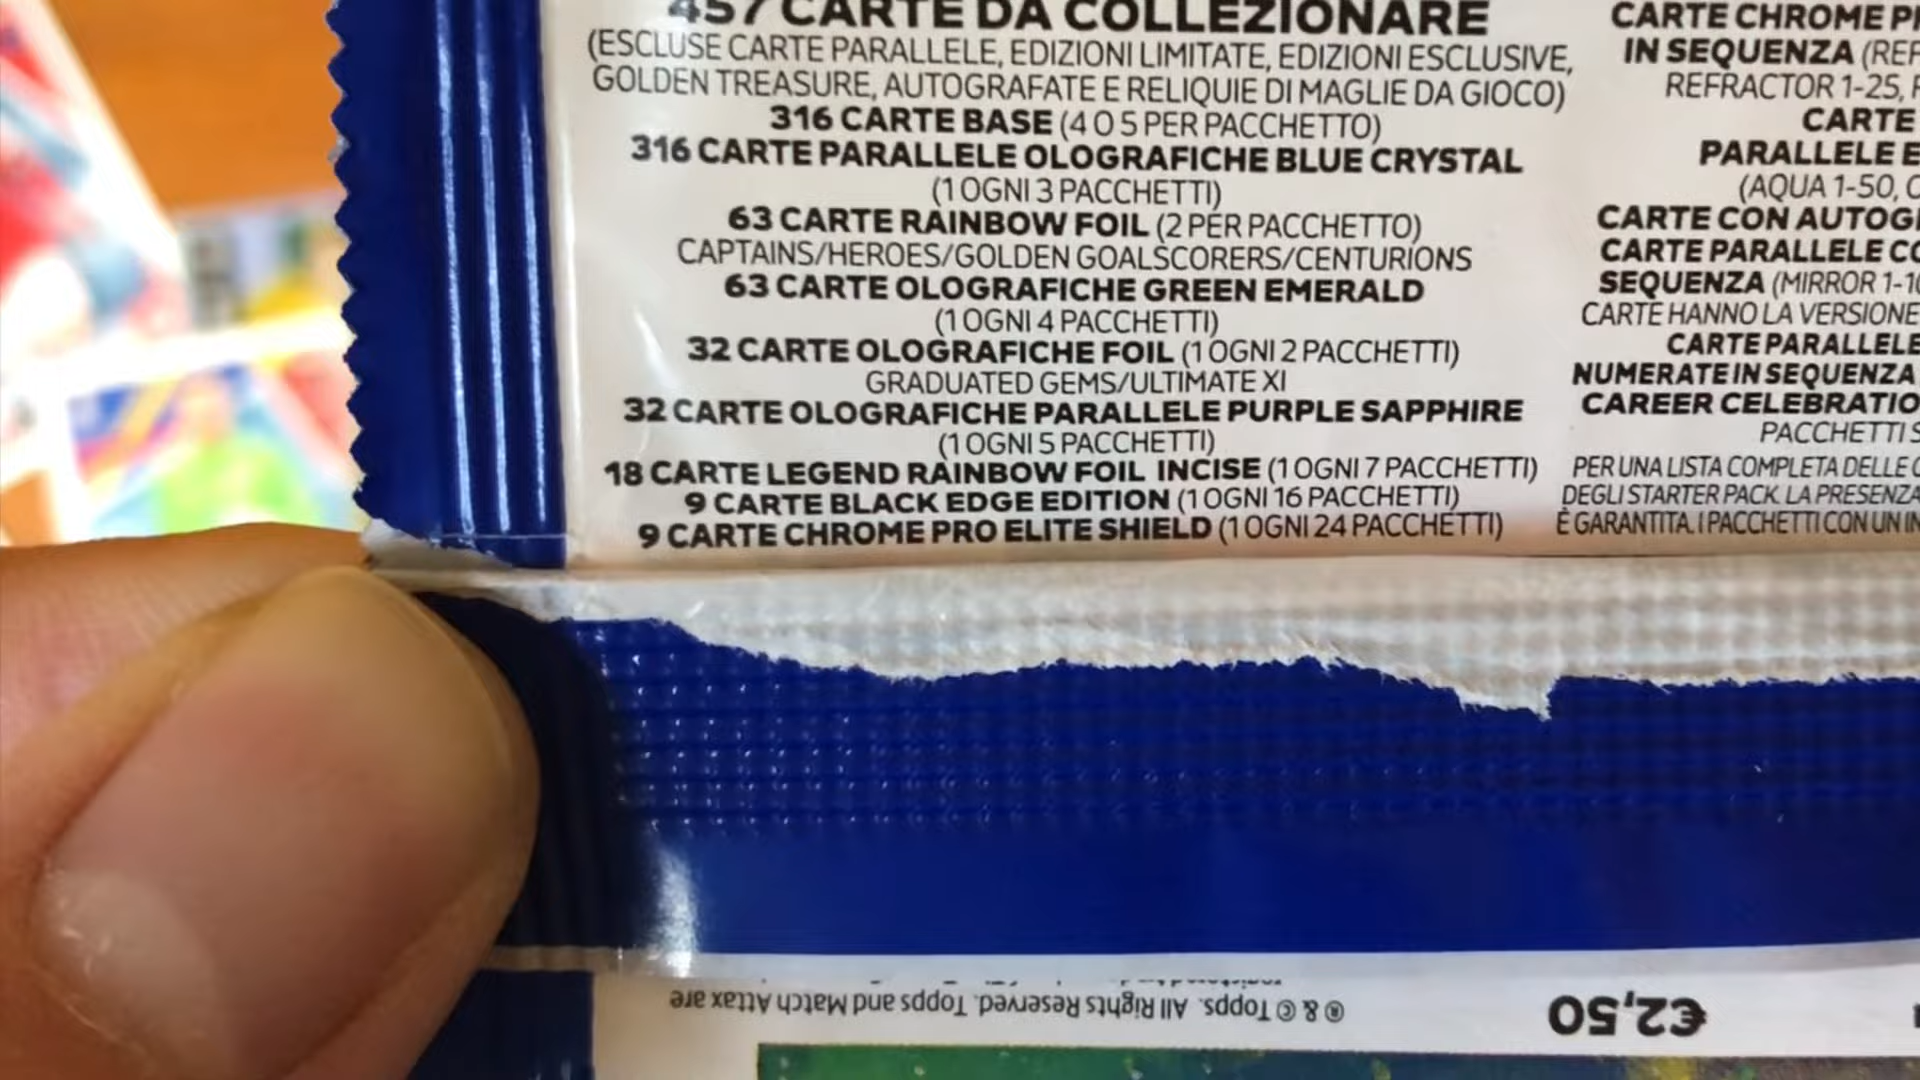 457 CARTE DA COLLEZIONARE
(ESCLUSE CARTE PARALLELE, EDIZIONI LIMITATE, EDIZIONI ESCLUSIVE,
GOLDEN TREASURE, AUTOGRAFATE E RELIQUIE DI MAGLIE DA GIOCO)
316 CARTE BASE (4 O 5 PER PACCHETTO)
316 CARTE PARALLELE OLOGRAFICHE BLUE CRYSTAL
(1 OGNI 3 PACCHETTI)
63 CARTE RAINBOW FOIL (2 PER PACCHETTO)
CAPTAINS/HEROES/GOLDEN GOALSCORERS/CENTURIONS
63 CARTE OLOGRAFICHE GREEN EMERALD
(1 OGNI 4 PACCHETTI)
32 CARTE OLOGRAFICHE FOIL (1 OGNI 2 PACCHETTI)
GRADUATED GEMS/ULTIMATE XI
32 CARTE OLOGRAFICHE PARALLELE PURPLE SAPPHIRE
(1 OGNI 5 PACCHETTI)
18 CARTE LEGEND RAINBOW FOIL INCISE (1 OGNI 7 PACCHETTI)
9 CARTE BLACK EDGE EDITION (1 OGNI 16 PACCHETTI)
9 CARTE CHROME PRO ELITE SHIELD (1 OGNI 24 PACCHETTI)
CARTE CHROME
IN SEQUENZA
REFRACTOR 1-25,
CARTE
PARALLELE
(AQUA 1-50,
CARTE CON
CARTE PARALLELE
SEQUENZA (MIRROR
CARTE HANNO LA VERSIONE
CARTE PARALLELE
NUMERATE IN SEQUENZA
CAREER
PACCHETTI
PER UNA LISTA COMPLETA DELLE
DEGLI STARTER PACK. LA PRESENZA
È GARANTITA. I PACCHETTI CON UN
® & © Topps. All Rights Reserved. Topps and Match Attax are
€2,50